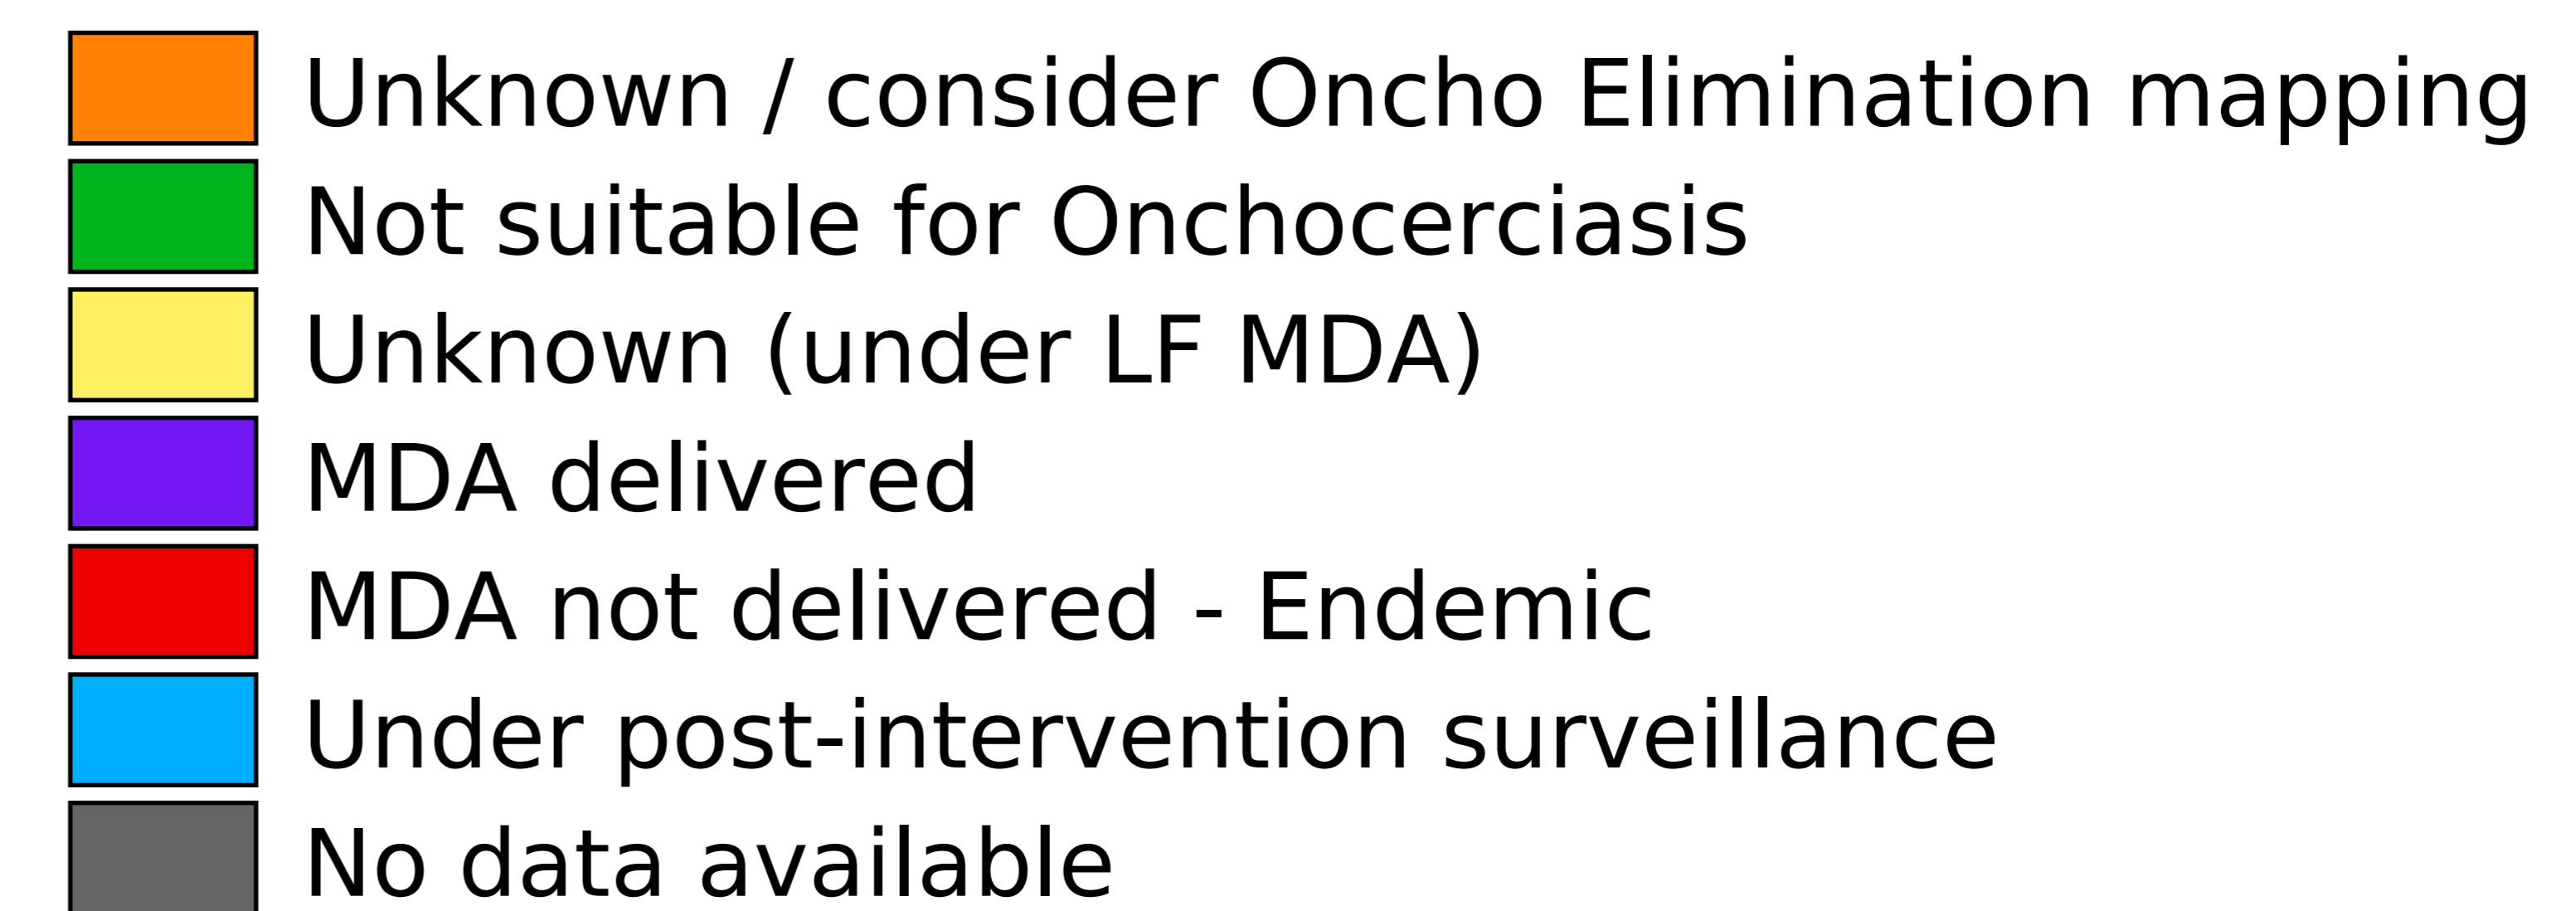 Unknown / consider Oncho Elimination mapping
Not suitable for Onchocerciasis
Unknown (under LF MDA)
MDA delivered
MDA not delivered - Endemic
Under post-intervention surveillance
No data available